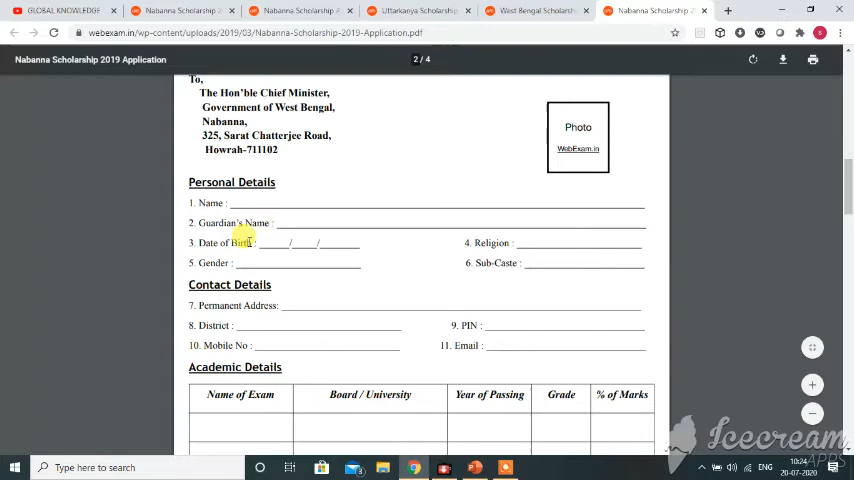 GLOBAL KNOWLEDGE
Nabanna Scholarship 2
Nabanna Scholarship A
Uttarkanya Scholarship
West Bengal Scholarsh
Nabanna Scholarship 2
webexam.in/wp-content/uploads/2019/03/Nabanna-Scholarship-2019-Application.pdf
Nabanna Scholarship 2019 Application
2 / 4
To,
The Hon'ble Chief Minister,
Government of West Bengal,
Nabanna,
325, Sarat Chatterjee Road,
Howrah-711102
Photo
WebExam.in
Personal Details
1. Name :
2. Guardian's Name :
3. Date of Birth : / /
4. Religion :
5. Gender :
6. Sub-Caste :
Contact Details
7. Permanent Address:
8. District :
9. PIN :
10. Mobile No :
11. Email :
Academic Details
Name of Exam Board / University Year of Passing Grade % of Marks
Icecream
APPS
Type here to search
ENG
10:24
20-07-2020